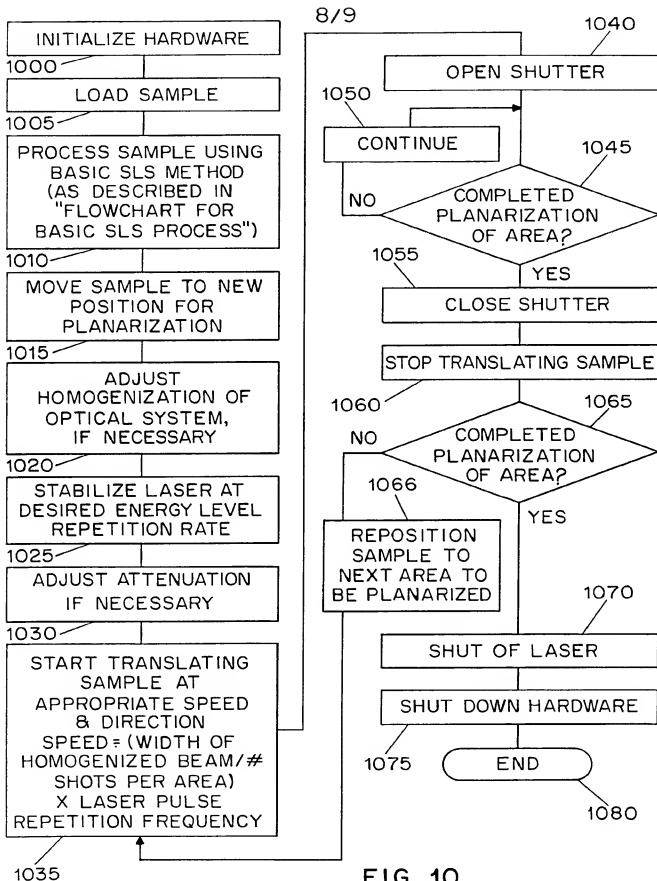 8/9
INITIALIZE HARDWARE
1000
LOAD SAMPLE
1005
PROCESS SAMPLE USING
BASIC SLS METHOD
(AS DESCRIBED IN
"FLOWCHART FOR
BASIC SLS PROCESS")
1010
MOVE SAMPLE TO NEW
POSITION FOR
PLANARIZATION
1015
ADJUST
HOMOGENIZATION OF
OPTICAL SYSTEM,
IF NECESSARY
1020
STABILIZE LASER AT
DESIRED ENERGY LEVEL
REPETITION RATE
1025
ADJUST ATTENUATION
IF NECESSARY
1030
START TRANSLATING
SAMPLE AT
APPROPRIATE SPEED
& DIRECTION
SPEED=(WIDTH OF
HOMOGENIZED BEAM/#
SHOTS PER AREA)
X LASER PULSE
REPETITION FREQUENCY
1035
1040
OPEN SHUTTER
1050
CONTINUE
1045
NO
COMPLETED
PLANARIZATION
OF AREA?
YES
1055
CLOSE SHUTTER
STOP TRANSLATING SAMPLE
1060
1065
NO
COMPLETED
PLANARIZATION
OF AREA?
YES
1066
REPOSITION
SAMPLE TO
NEXT AREA TO
BE PLANARIZED
1070
SHUT OF LASER
SHUT DOWN HARDWARE
1075
END
1080
FIG. 10